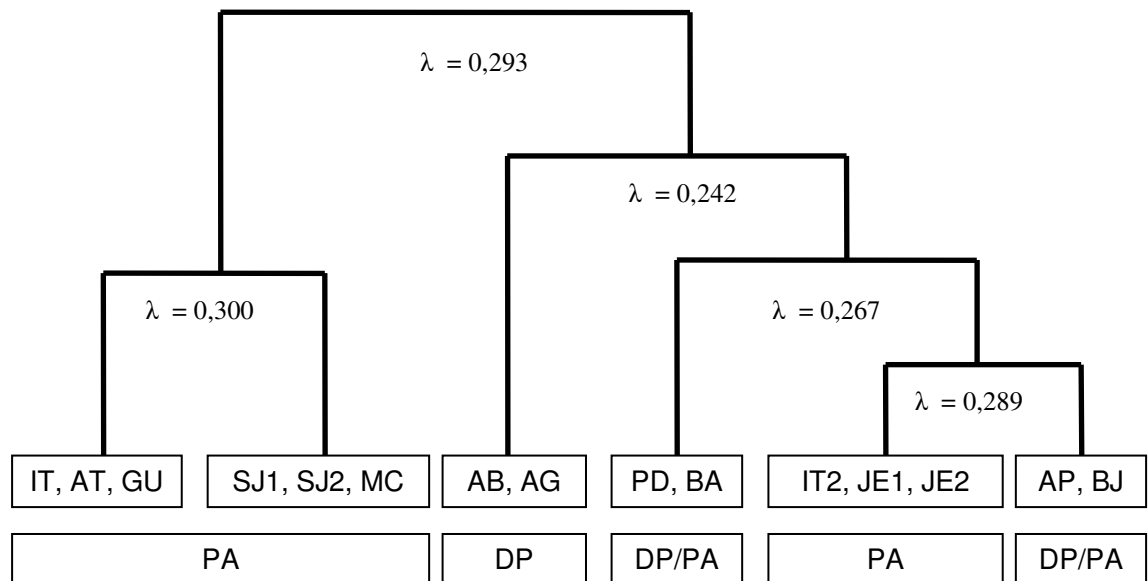 λ = 0,293
λ = 0,242
λ = 0,300
λ = 0,267
λ = 0,289
IT, AT, GU
SJ1, SJ2, MC
AB, AG
PD, BA
IT2, JE1, JE2
AP, BJ
PA
DP
DP/PA
PA
DP/PA